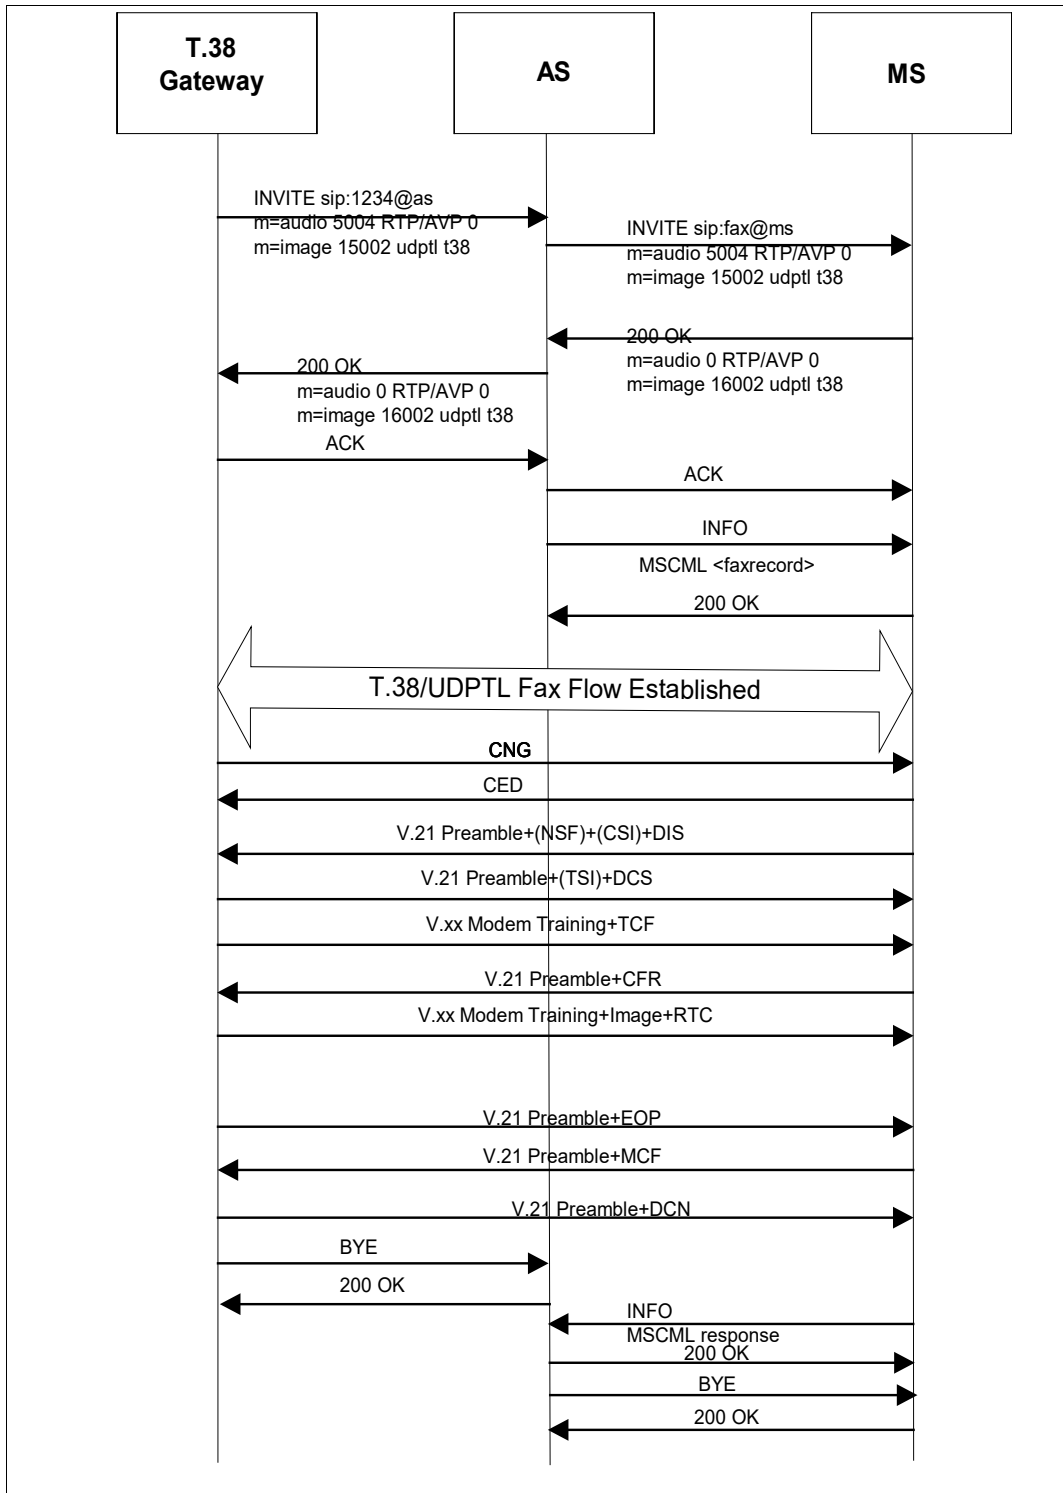 T.38
Gateway
AS
MS
INVITE sip:1234@as
m=audio 5004 RTP/AVP 0
m=image 15002 udptl t38
INVITE sip:fax@ms
m=audio 5004 RTP/AVP 0
m=image 15002 udptl t38
200 OK
m=audio 0 RTP/AVP 0
m=image 16002 udptl t38
200 OK
m=audio 0 RTP/AVP 0
m=image 16002 udptl t38
ACK
ACK
INFO
MSCML <faxrecord>
200 OK
T.38/UDPTL Fax Flow Established
CNG
CED
V.21 Preamble+(NSF)+(CSI)+DIS
V.21 Preamble+(TSI)+DCS
V.xx Modem Training+TCF
V.21 Preamble+CFR
V.xx Modem Training+Image+RTC
V.21 Preamble+EOP
V.21 Preamble+MCF
V.21 Preamble+DCN
BYE
200 OK
INFO
MSCML response
200 OK
BYE
200 OK